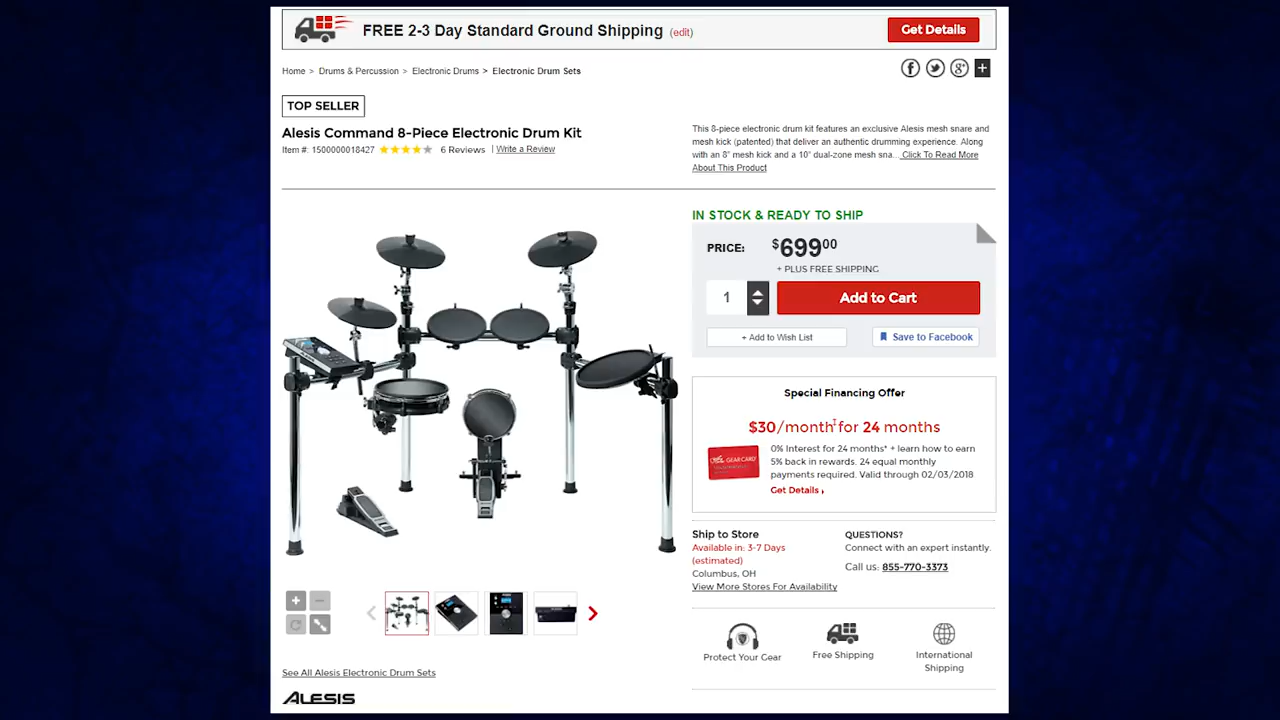 FREE 2-3 Day Standard Ground Shipping (edit)
Get Details
Home > Drums & Percussion > Electronic Drums > Electronic Drum Sets
TOP SELLER
Alesis Command 8-Piece Electronic Drum Kit
Item #: 1500000018427 6 Reviews | Write a Review
This 8-piece electronic drum kit features an exclusive Alesis mesh snare and
mesh kick (patented) that deliver an authentic drumming experience. Along
with an 8" mesh kick and a 10" dual-zone mesh sna... Click To Read More
About This Product
IN STOCK & READY TO SHIP
PRICE: $69900
+ PLUS FREE SHIPPING
1
Add to Cart
+ Add to Wish List
Save to Facebook
Special Financing Offer
$30/month‡ for 24 months
GEAR CARD
0% Interest for 24 months* + learn how to earn
5% back in rewards. 24 equal monthly
payments required. Valid through 02/03/2018
Get Details
Ship to Store
Available in: 3-7 Days
(estimated)
Columbus, OH
View More Stores For Availability
QUESTIONS?
Connect with an expert instantly.
Call us: 855-770-3373
Protect Your Gear
Free Shipping
International
Shipping
See All Alesis Electronic Drum Sets
ALESIS